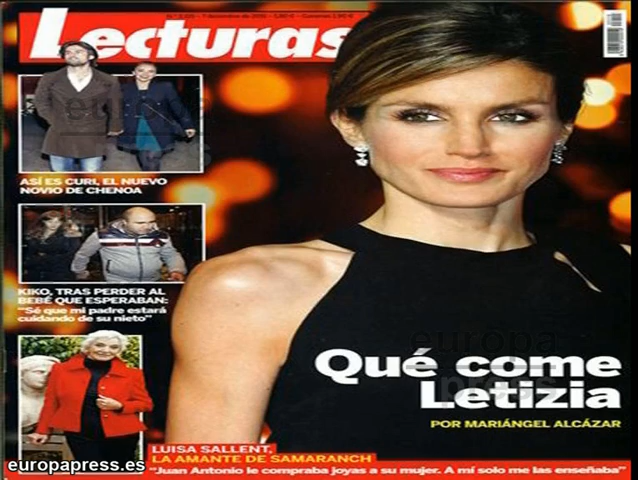 Lecturas
ASÍ ES CURI, EL NUEVO
NOVIO DE CHENOA
KIKO, TRAS PERDER AL
BEBÉ QUE ESPERABAN:
"Sé que mi padre estará
cuidando de su nieto"
Qué come
Letizia
POR MARIÁNGEL ALCÁZAR
LUISA SALLENT,
LA AMANTE DE SAMARANCH
"Juan Antonio le compraba joyas a su mujer. A mí solo me las enseñaba"
europa
press
europapress.es